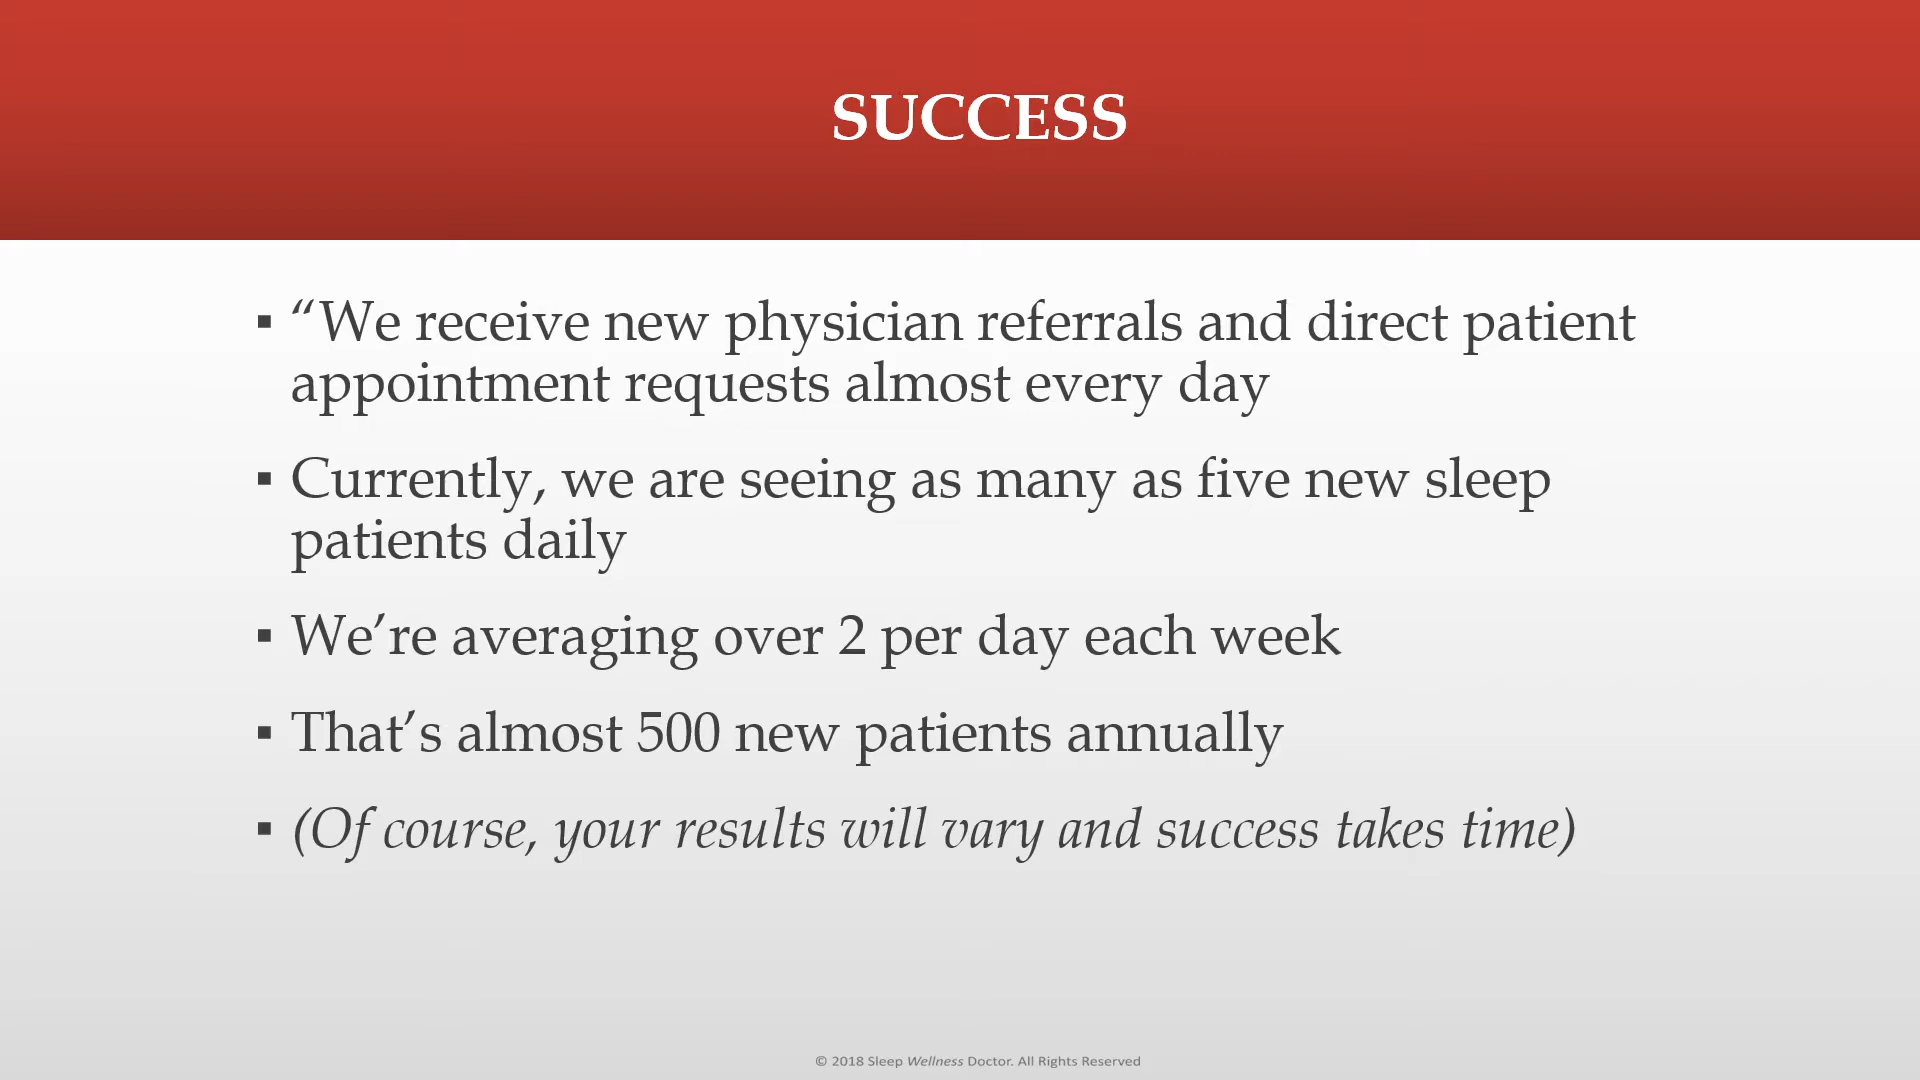 SUCCESS
▪ “We receive new physician referrals and direct patient
appointment requests almost every day
▪ Currently, we are seeing as many as five new sleep
patients daily
▪ We’re averaging over 2 per day each week
▪ That’s almost 500 new patients annually
▪ (Of course, your results will vary and success takes time)
© 2018 Sleep Wellness Doctor. All Rights Reserved